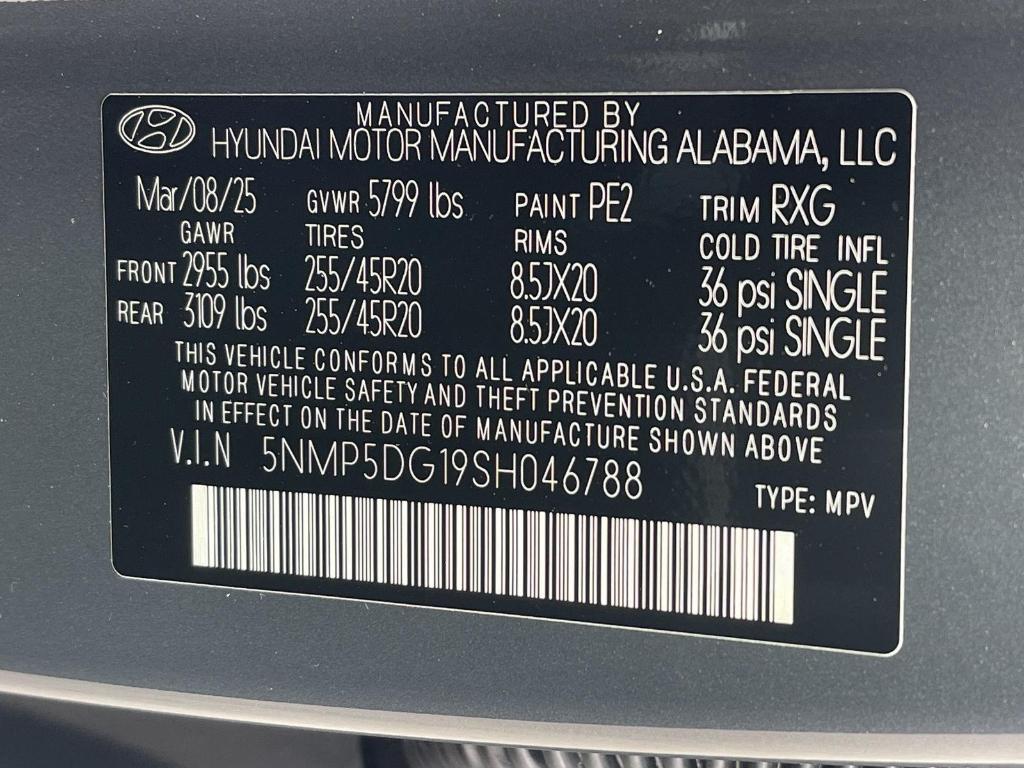 MANUFACTURED BY
HYUNDAI MOTOR MANUFACTURING ALABAMA, LLC
Mar/08/25 GVWR 5799 lbs PAINT PE2 TRIM RXG
GAWR TIRES RIMS COLD TIRE INFL
FRONT 2955 lbs 255/45R20 8.5JX20 36 psi SINGLE
REAR 3109 lbs 255/45R20 8.5JX20 36 psi SINGLE
THIS VEHICLE CONFORMS TO ALL APPLICABLE U.S.A. FEDERAL
MOTOR VEHICLE SAFETY AND THEFT PREVENTION STANDARDS
IN EFFECT ON THE DATE OF MANUFACTURE SHOWN ABOVE
V.I.N 5NMP5DG19SH046788 TYPE: MPV